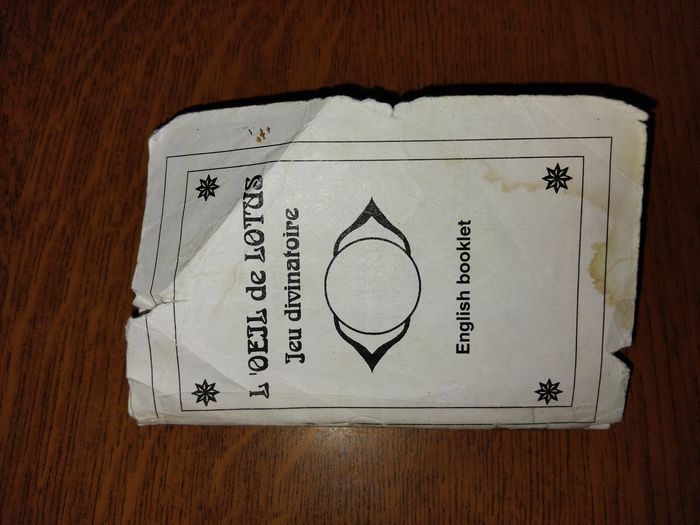 L'OEIL de LOTUS
Jeu divinatoire
English booklet